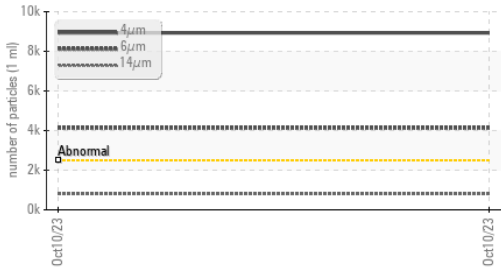 10k
8k
6k
4k
2k
0k
number of particles (1 ml)
4μm
6μm
14μm
Abnormal
Oct10/23
Oct10/23